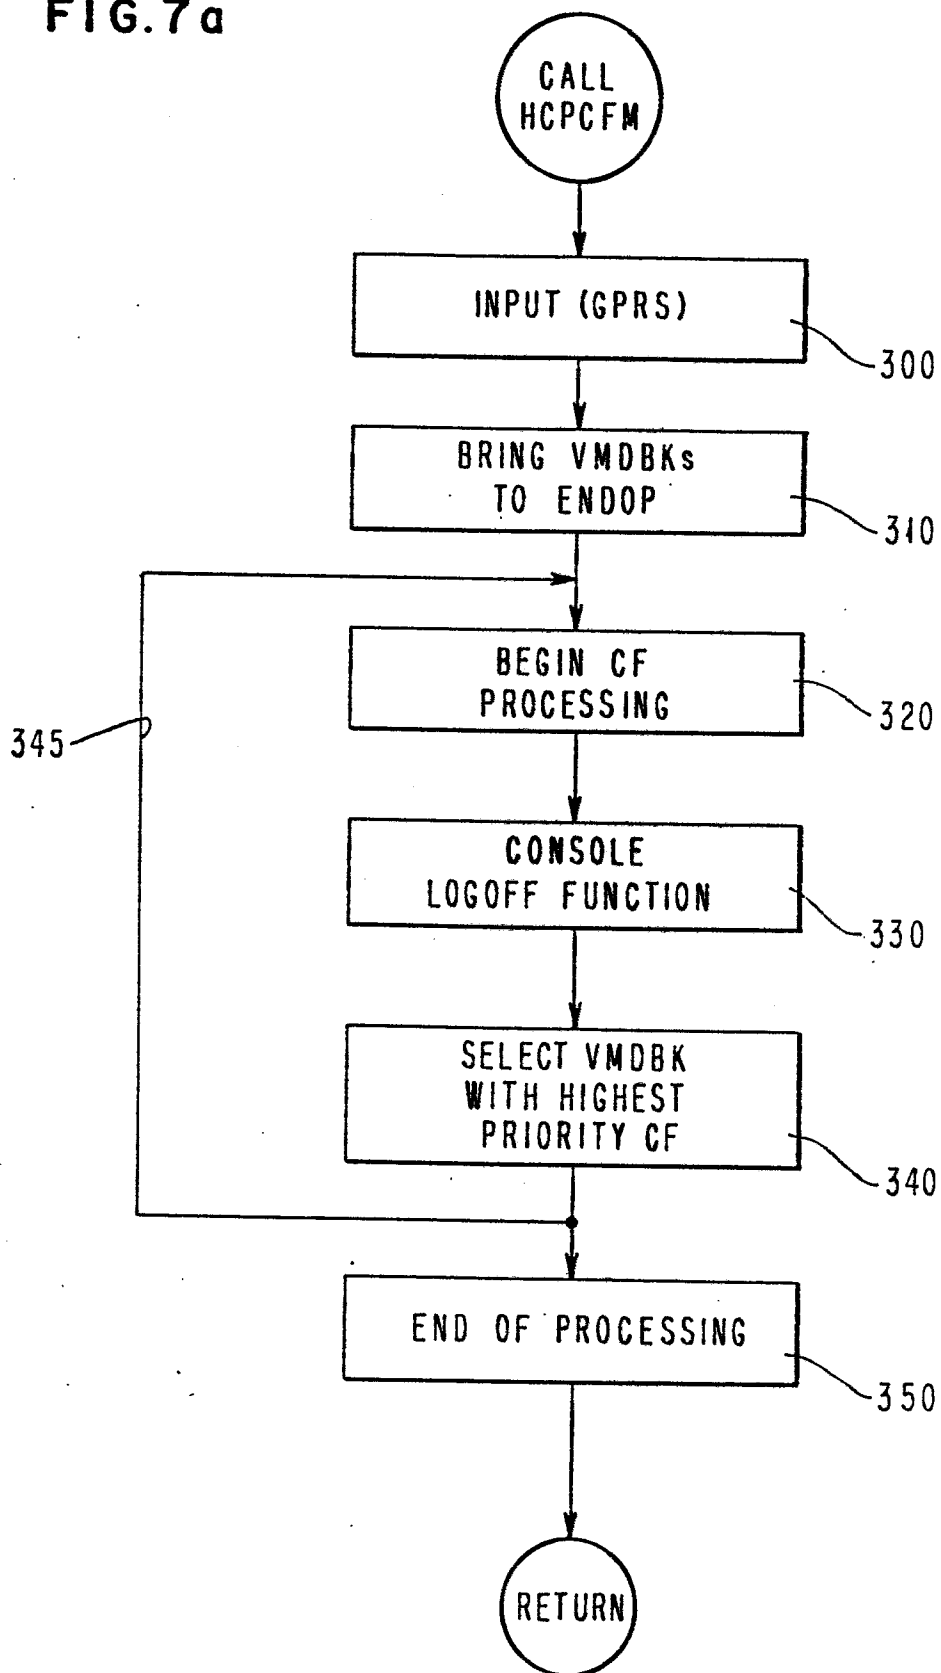 FIG.7a
CALL
HCPCFM
INPUT (GPRS)
300
BRING VMDBKs
TO ENDOP
310
BEGIN CF
PROCESSING
320
345
CONSOLE
LOGOFF FUNCTION
330
SELECT VMDBK
WITH HIGHEST
PRIORITY CF
340
END OF PROCESSING
350
RETURN